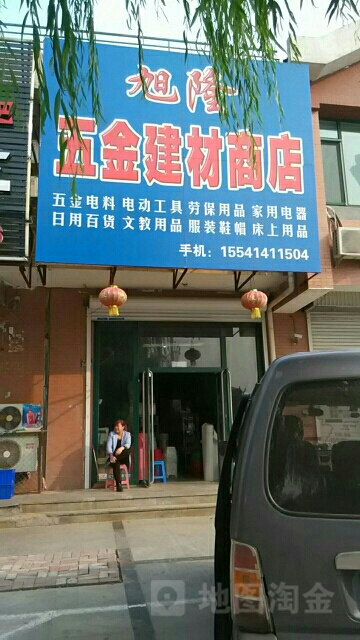 旭隆
五金建材商店
五金电料 电动工具 劳保用品 家用电器
日用百货 文教用品 服装鞋帽 床上用品
手机：15541411504
吧
地图淘金